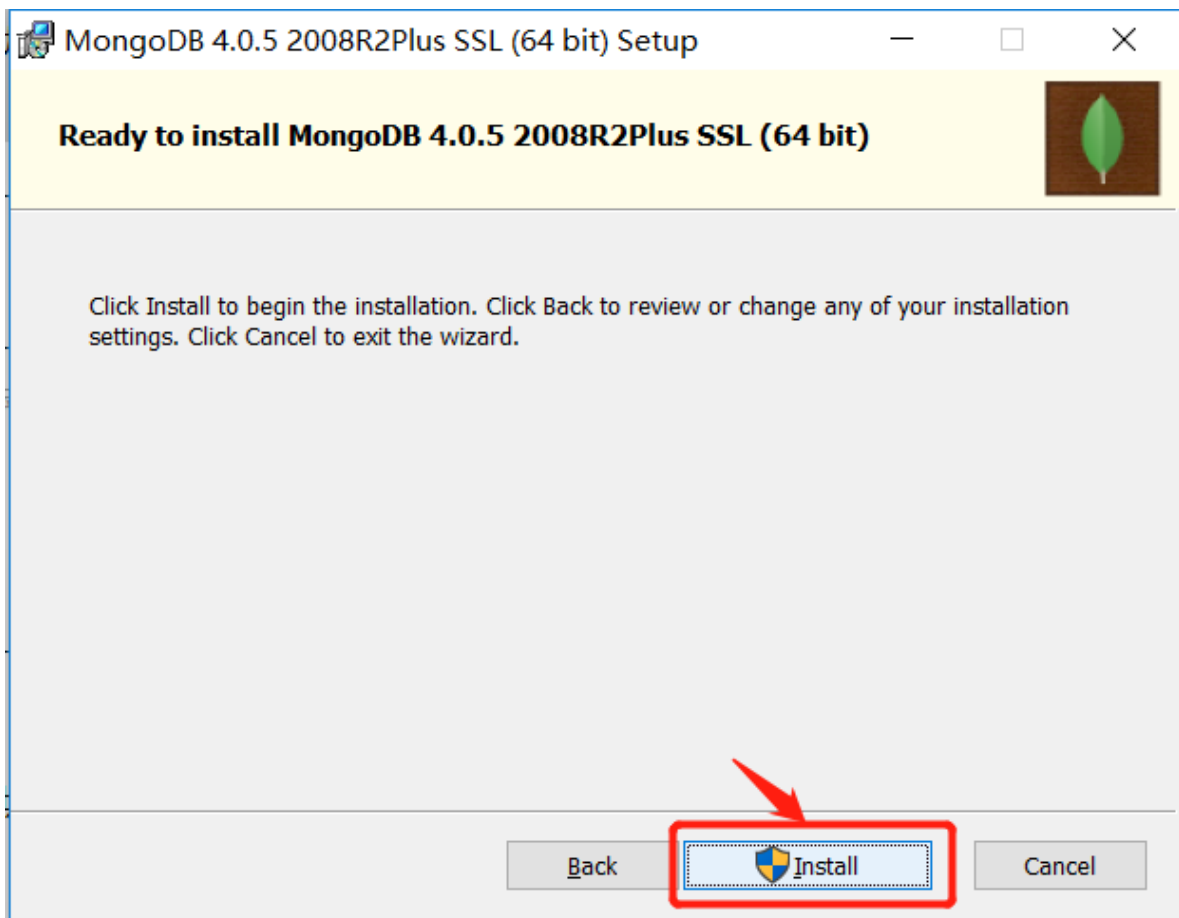 MongoDB 4.0.5 2008R2Plus SSL (64 bit) Setup
Ready to install MongoDB 4.0.5 2008R2Plus SSL (64 bit)
Click Install to begin the installation. Click Back to review or change any of your installation
settings. Click Cancel to exit the wizard.
Back
Install
Cancel